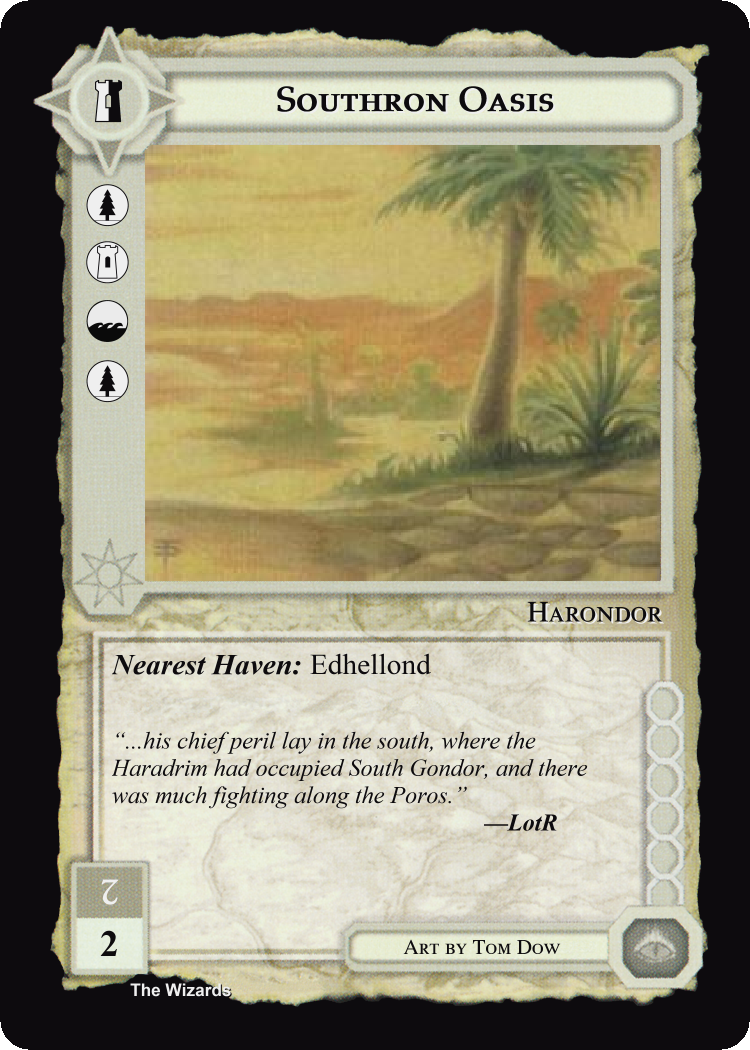 Southron Oasis
Harondor
Nearest Haven: Edhellond
“...his chief peril lay in the south, where the
Haradrim had occupied South Gondor, and there
was much fighting along the Poros.”
—LotR
2
2
Art by Tom Dow
The Wizards